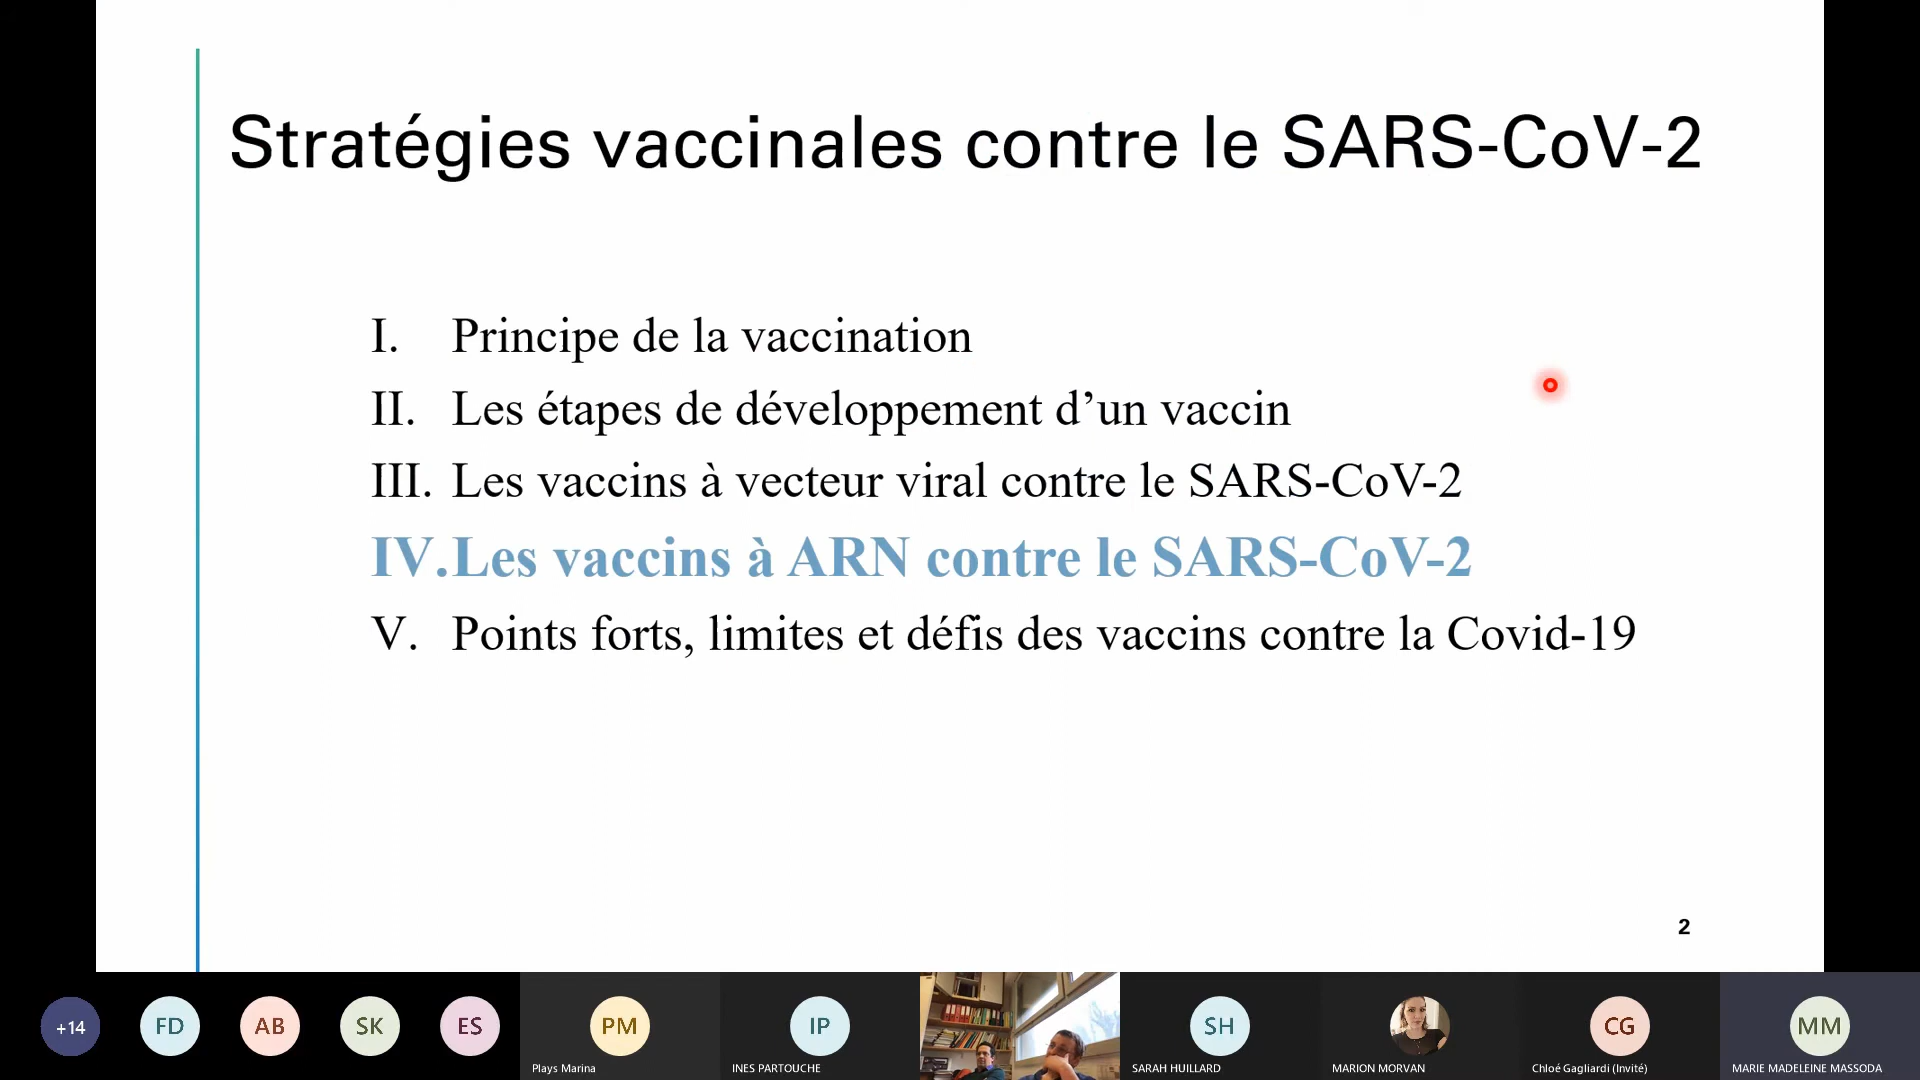 Stratégies vaccinales contre le SARS-CoV-2
I. Principe de la vaccination
II. Les étapes de développement d’un vaccin
III. Les vaccins à vecteur viral contre le SARS-CoV-2
IV. Les vaccins à ARN contre le SARS-CoV-2
V. Points forts, limites et défis des vaccins contre la Covid-19
2
+14
FD
AB
SK
ES
PM
IP
SH
CG
MM
Plays Marina
INES PARTOUCHE
SARAH HUILLARD
MARION MORVAN
Chloé Gagliardi (Invité)
MARIE MADELEINE MASSODA